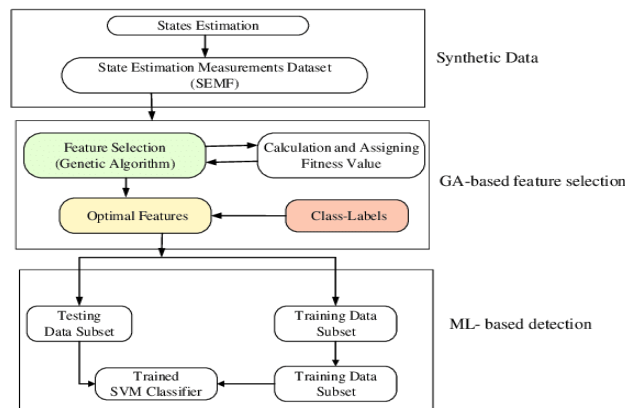 States Estimation
State Estimation Measurements Dataset
(SEMF)
Synthetic Data
Feature Selection
(Genetic Algorithm)
Calculation and Assigning
Fitness Value
GA-based feature selection
Optimal Features
Class-Labels
Testing
Data Subset
Training Data
Subset
ML- based detection
Trained
SVM Classifier
Training Data
Subset